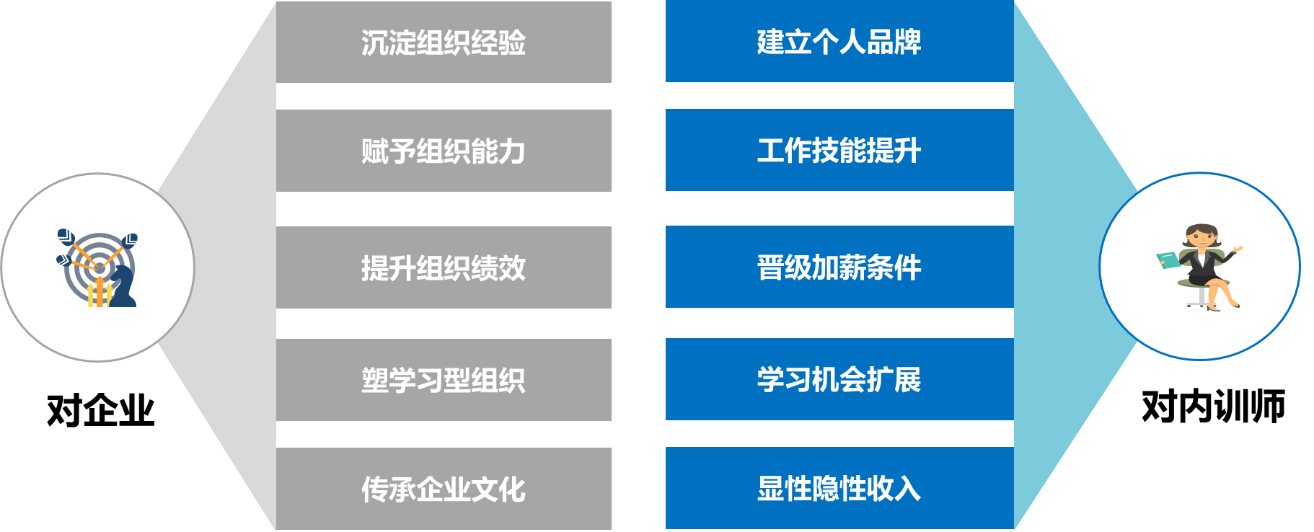 沉淀组织经验
赋予组织能力
提升组织绩效
塑学习型组织
传承企业文化
对企业
建立个人品牌
工作技能提升
晋级加薪条件
学习机会扩展
显性隐性收入
对内训师